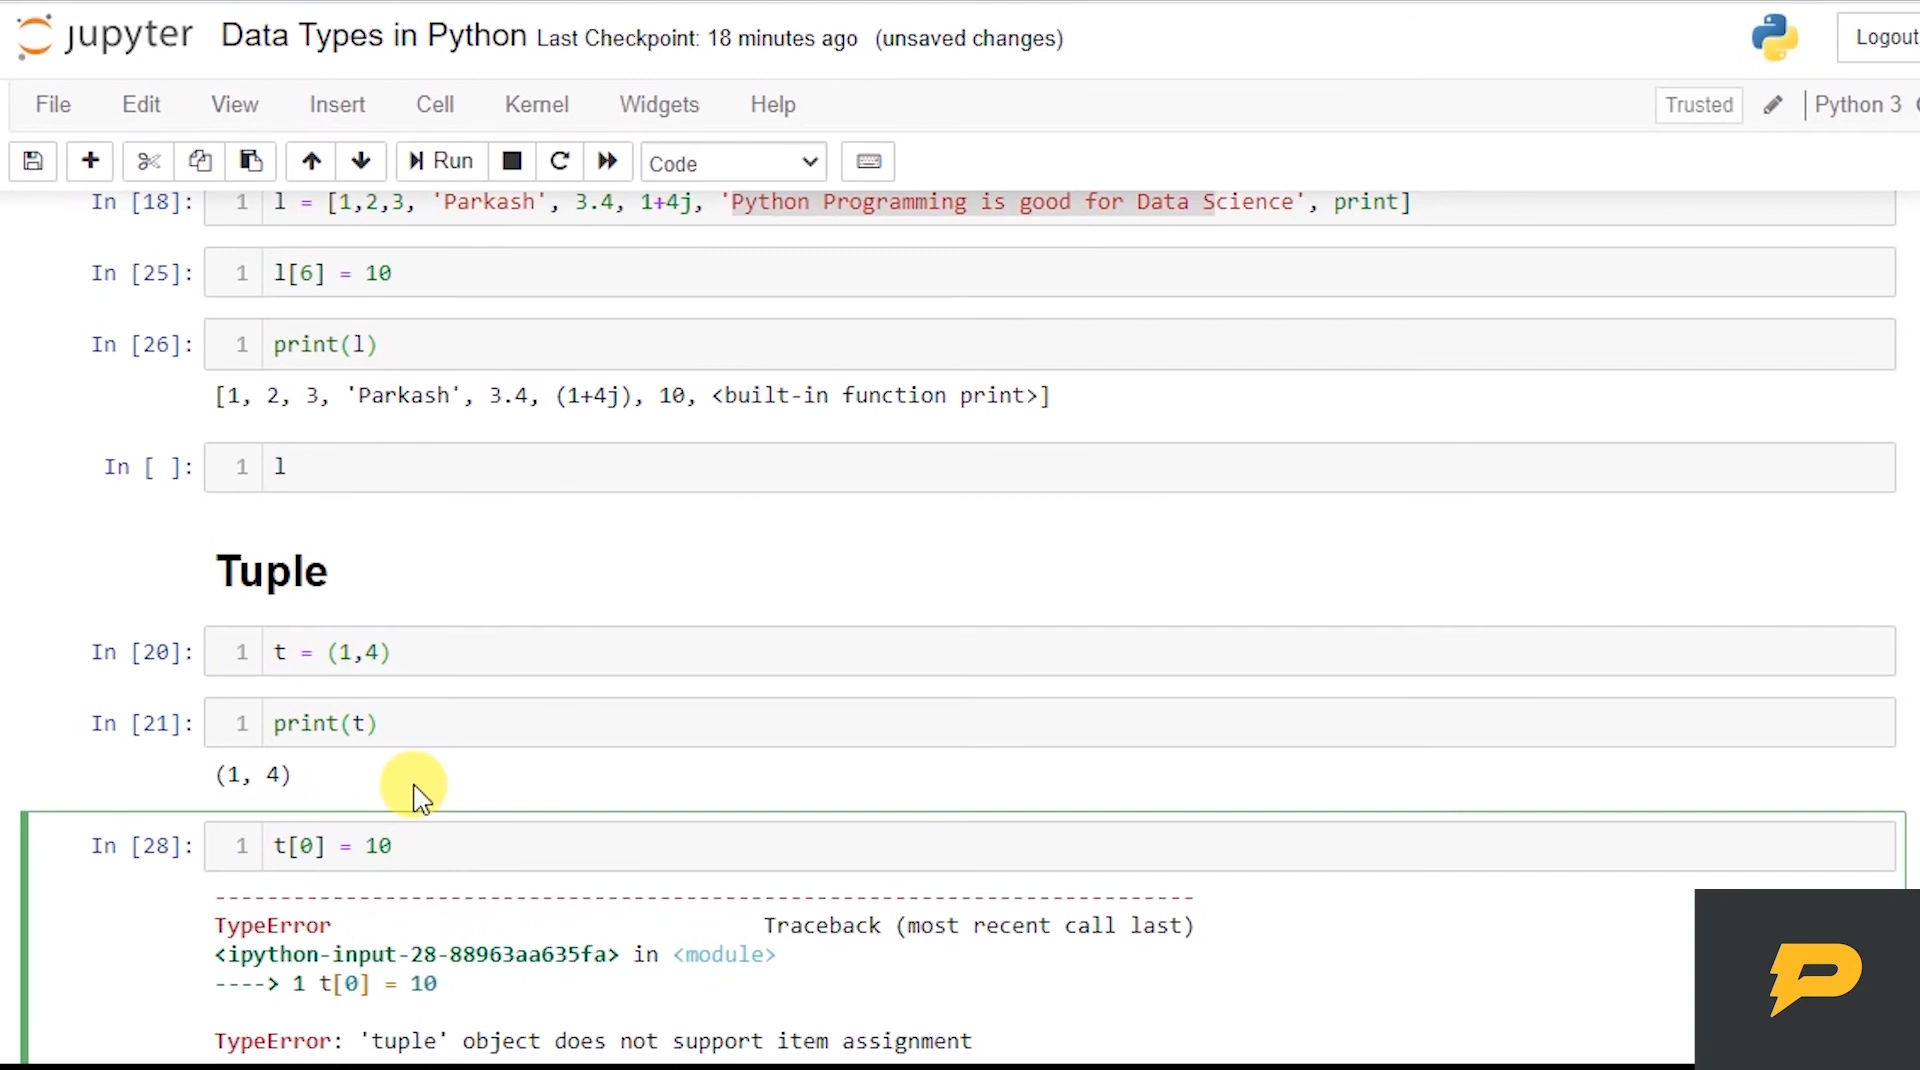 jupyter Data Types in Python Last Checkpoint: 18 minutes ago (unsaved changes) Logout
File Edit View Insert Cell Kernel Widgets Help Trusted Python 3
Run Code
In [18]: 1 l = [1,2,3, 'Parkash', 3.4, 1+4j, 'Python Programming is good for Data Science', print]
In [25]: 1 l[6] = 10
In [26]: 1 print(l)
[1, 2, 3, 'Parkash', 3.4, (1+4j), 10, <built-in function print>]
In [ ]: 1 l
Tuple
In [20]: 1 t = (1,4)
In [21]: 1 print(t)
(1, 4)
In [28]: 1 t[0] = 10
---------------------------------------------------------------------------
TypeError Traceback (most recent call last)
<ipython-input-28-88963aa635fa> in <module>
----> 1 t[0] = 10
TypeError: 'tuple' object does not support item assignment